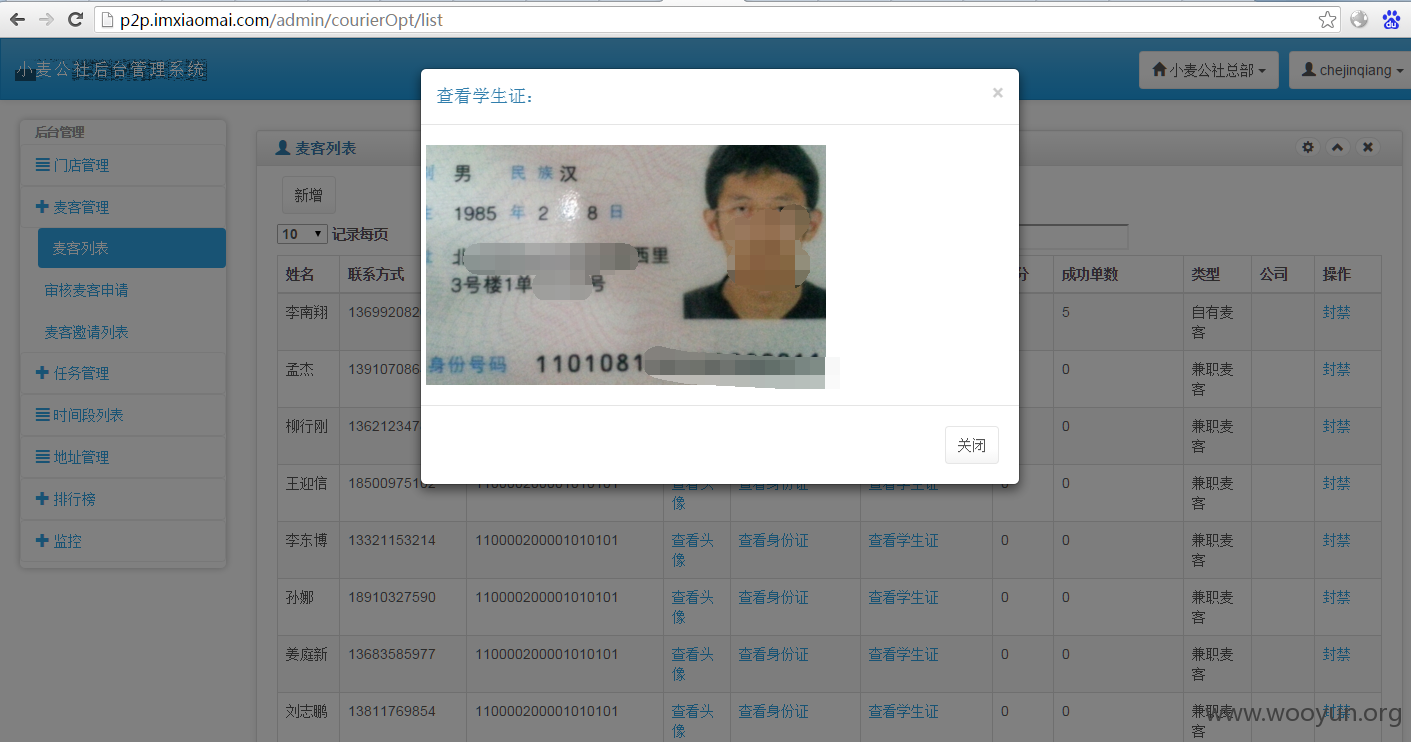 p2p.imxiaomai.com/admin/courierOpt/list
小麦公社后台管理系统
小麦公社总部
chejinqiang
查看学生证：
×
后台管理
门店管理
麦客管理
麦客列表
审核麦客申请
麦客邀请列表
任务管理
时间段列表
地址管理
排行榜
监控
麦客列表
新增
10 记录每页
男 民族 汉
1985 年 2 月 8 日
西里
3号楼1单 号
身份号码 1101081
关闭
姓名 联系方式 分 成功单数 类型 公司 操作
李南翔 136992082 5 自有麦客 封禁
孟杰 139107086 0 兼职麦客 封禁
柳行刚 136212347 0 兼职麦客 封禁
王迎信 18500975102 110000200001010101 查看头像 查看身份证 查看学生证 0 0 兼职麦客 封禁
李东博 13321153214 110000200001010101 查看头像 查看身份证 查看学生证 0 0 兼职麦客 封禁
孙娜 18910327590 110000200001010101 查看头像 查看身份证 查看学生证 0 0 兼职麦客 封禁
姜庭新 13683585977 110000200001010101 查看头像 查看身份证 查看学生证 0 0 兼职麦客 封禁
刘志鹏 13811769854 110000200001010101 查看头像 查看身份证 查看学生证 0 0 兼职麦客 封禁
www.wooyun.org